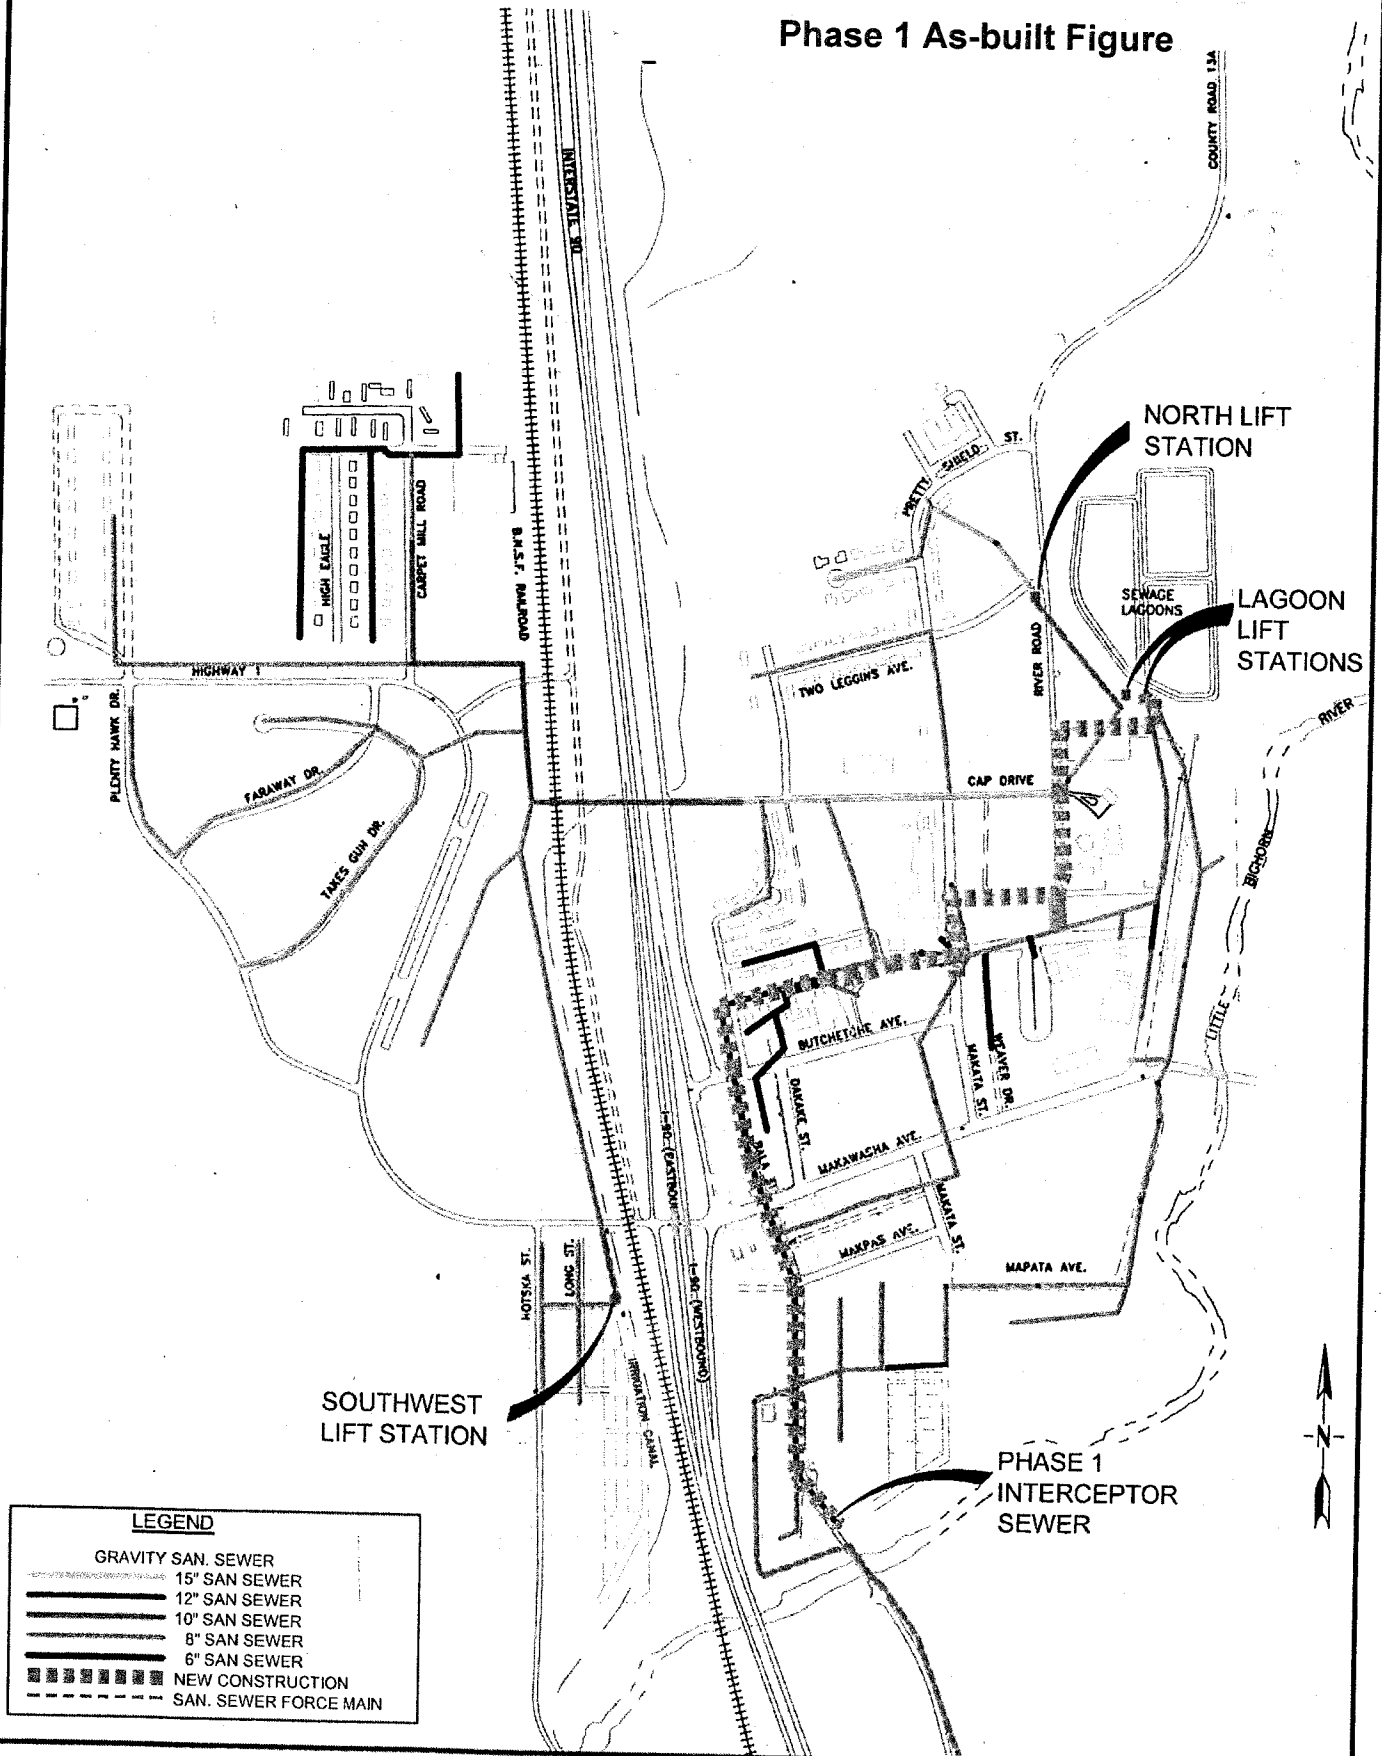 Phase 1 As-built Figure
COUNTY ROAD 13A
INTERSTATE 90
NORTH LIFT
STATION
PRETTY SHIELD ST.
SEWAGE
LAGOONS
LAGOON
LIFT
STATIONS
HIGH EAGLE
CARPET MILL ROAD
B.N.S.F. RAILROAD
RIVER ROAD
HIGHWAY 1
TWO LEGGINS AVE.
PLENTY HAWK DR.
FARAWAY DR.
TAKES GUN DR.
CAP DRIVE
LITTLE BIGHORN RIVER
BUTCHETCHE AVE.
MAKATA ST.
WEAVER DR.
DAKAKE ST.
BALA ST.
MAKAWASHA AVE.
I-90 (EASTBOUND)
MAKATA ST.
MAKPAS AVE.
MAPATA AVE.
HOTSKA ST.
LONG ST.
I-90 (WESTBOUND)
IRRIGATION CANAL
SOUTHWEST
LIFT STATION
N
PHASE 1
INTERCEPTOR
SEWER
LEGEND
GRAVITY SAN. SEWER
15" SAN SEWER
12" SAN SEWER
10" SAN SEWER
8" SAN SEWER
6" SAN SEWER
NEW CONSTRUCTION
SAN. SEWER FORCE MAIN